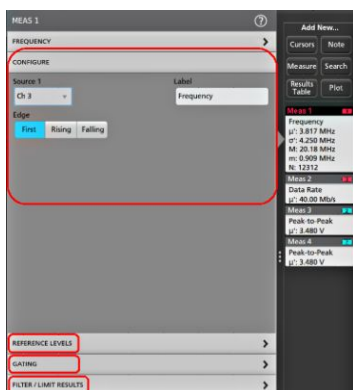 MEAS 1
?
FREQUENCY
CONFIGURE
Source 1
Label
Ch 3
Frequency
Edge
First Rising Falling
REFERENCE LEVELS
GATING
FILTER / LIMIT RESULTS
Add New...
Cursors Note
Measure Search
Results Table Plot
Meas 1
Frequency
µ': 3.817 MHz
σ': 4.250 MHz
M: 20.18 MHz
m: 0.909 MHz
N: 12312
Meas 2
Data Rate
µ': 40.00 Mb/s
Meas 3
Peak-to-Peak
µ': 3.480 V
Meas 4
Peak-to-Peak
µ': 3.480 V